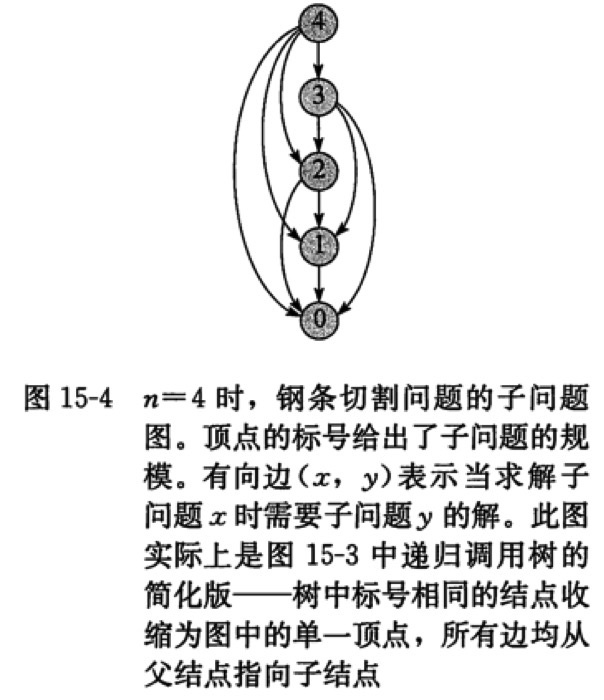 4
3
2
1
0
图 15-4 n=4 时，钢条切割问题的子问题
图。顶点的标号给出了子问题的规
模。有向边(x，y)表示当求解子
问题 x 时需要子问题 y 的解。此图
实际上是图 15-3 中递归调用树的
简化版——树中标号相同的结点收
缩为图中的单一顶点，所有边均从
父结点指向子结点